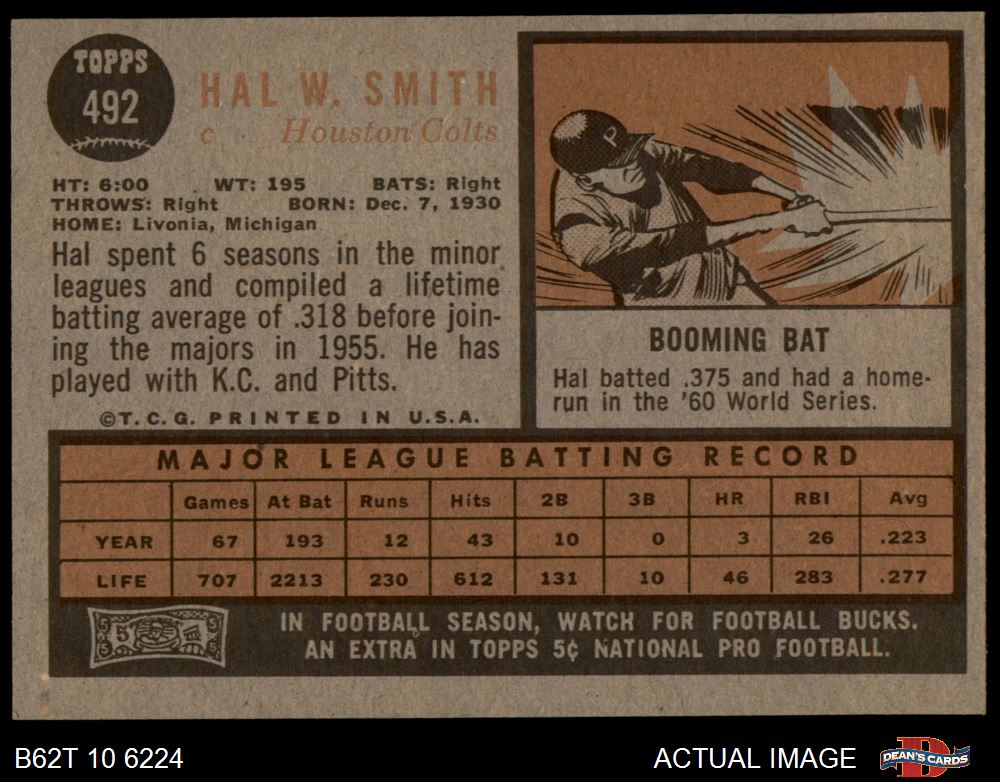 TOPPS
492
HAL W. SMITH
c Houston Colts
HT: 6:00 WT: 195 BATS: Right
THROWS: Right BORN: Dec. 7, 1930
HOME: Livonia, Michigan
Hal spent 6 seasons in the minor
leagues and compiled a lifetime
batting average of .318 before join-
ing the majors in 1955. He has
played with K.C. and Pitts.
©T.C.G. PRINTED IN U.S.A.
P
BOOMING BAT
Hal batted .375 and had a home-
run in the '60 World Series.
MAJOR LEAGUE BATTING RECORD
Games At Bat Runs Hits 2B 3B HR RBI Avg
YEAR 67 193 12 43 10 0 3 26 .223
LIFE 707 2213 230 612 131 10 46 283 .277
5 5 5 5 5
IN FOOTBALL SEASON, WATCH FOR FOOTBALL BUCKS.
AN EXTRA IN TOPPS 5¢ NATIONAL PRO FOOTBALL.
B62T 10 6224 ACTUAL IMAGE
DEAN'S CARDS